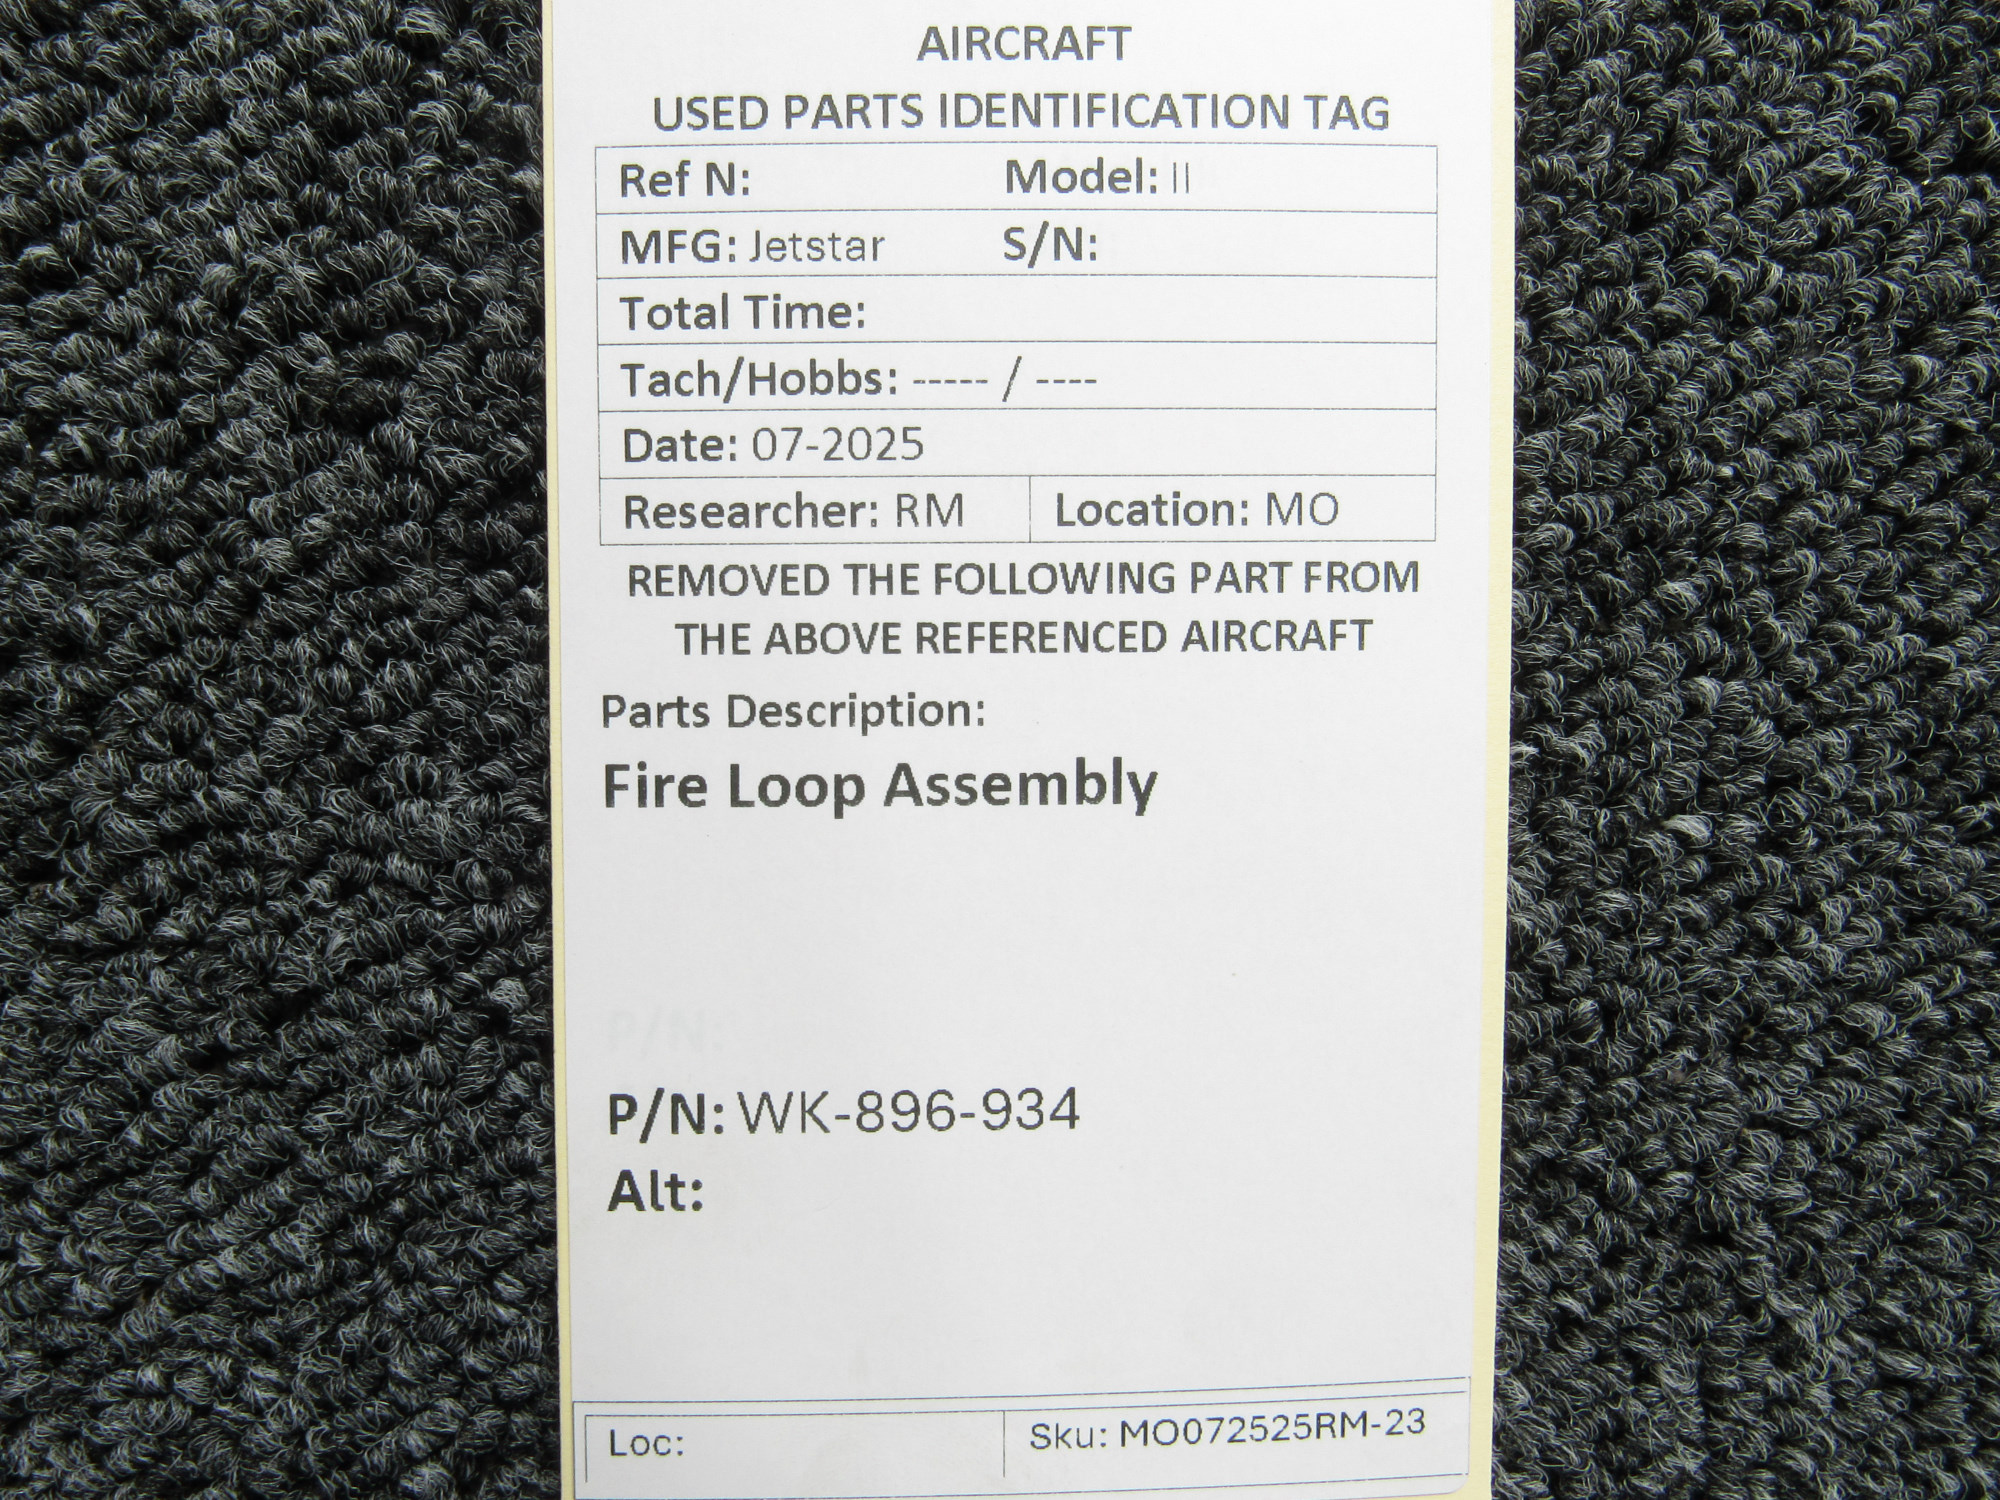 AIRCRAFT
USED PARTS IDENTIFICATION TAG
Ref N: Model: II
MFG: Jetstar S/N:
Total Time:
Tach/Hobbs: ----- / ----
Date: 07-2025
Researcher: RM Location: MO
REMOVED THE FOLLOWING PART FROM
THE ABOVE REFERENCED AIRCRAFT
Parts Description:
Fire Loop Assembly
P/N:
P/N: WK-896-934
Alt:
Loc: Sku: MO072525RM-23